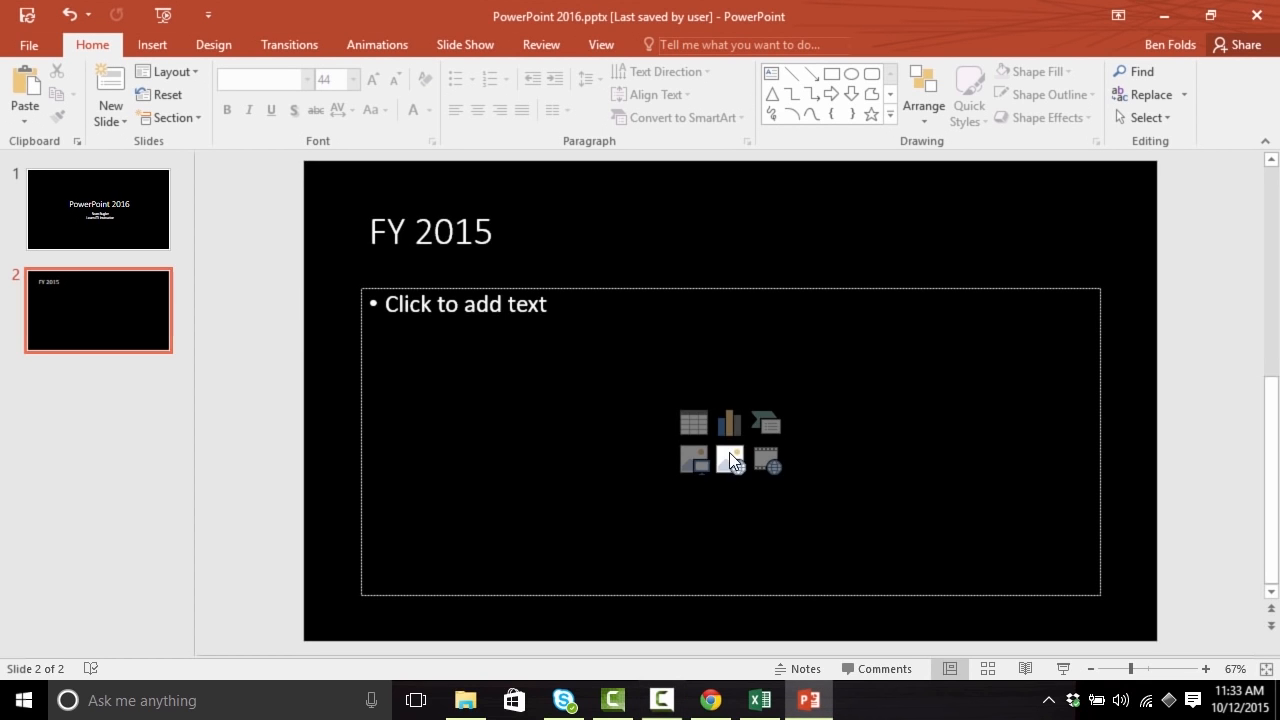 PowerPoint 2016.pptx [Last saved by user] - PowerPoint
File Home Insert Design Transitions Animations Slide Show Review View Tell me what you want to do... Ben Folds Share
Paste
New Slide
Layout
Reset
Section
44
B I U S abc AV Aa A
Text Direction
Align Text
Convert to SmartArt
Arrange
Quick Styles
Shape Fill
Shape Outline
Shape Effects
Find
Replace
Select
Clipboard Slides Font Paragraph Drawing Editing
1
PowerPoint 2016
2
FY 2015
FY 2015
• Click to add text
Slide 2 of 2 Notes Comments 67%
Ask me anything
11:33 AM
10/12/2015